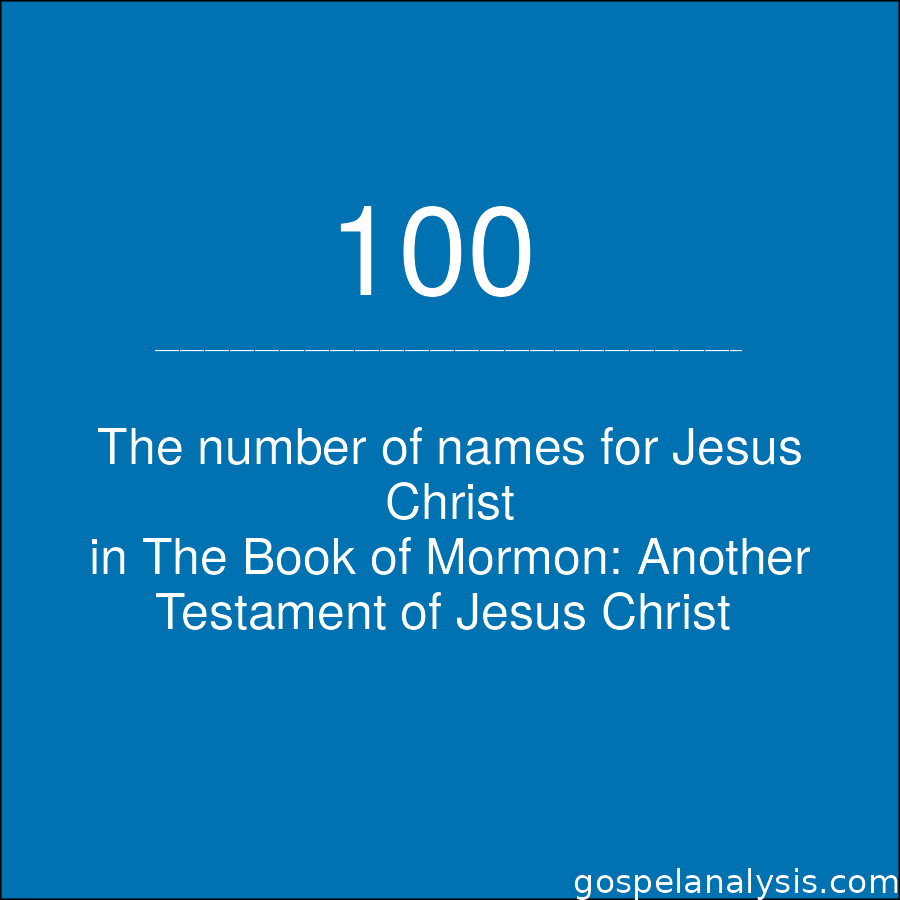 100
The number of names for Jesus
Christ
in The Book of Mormon: Another
Testament of Jesus Christ
gospelanalysis.com